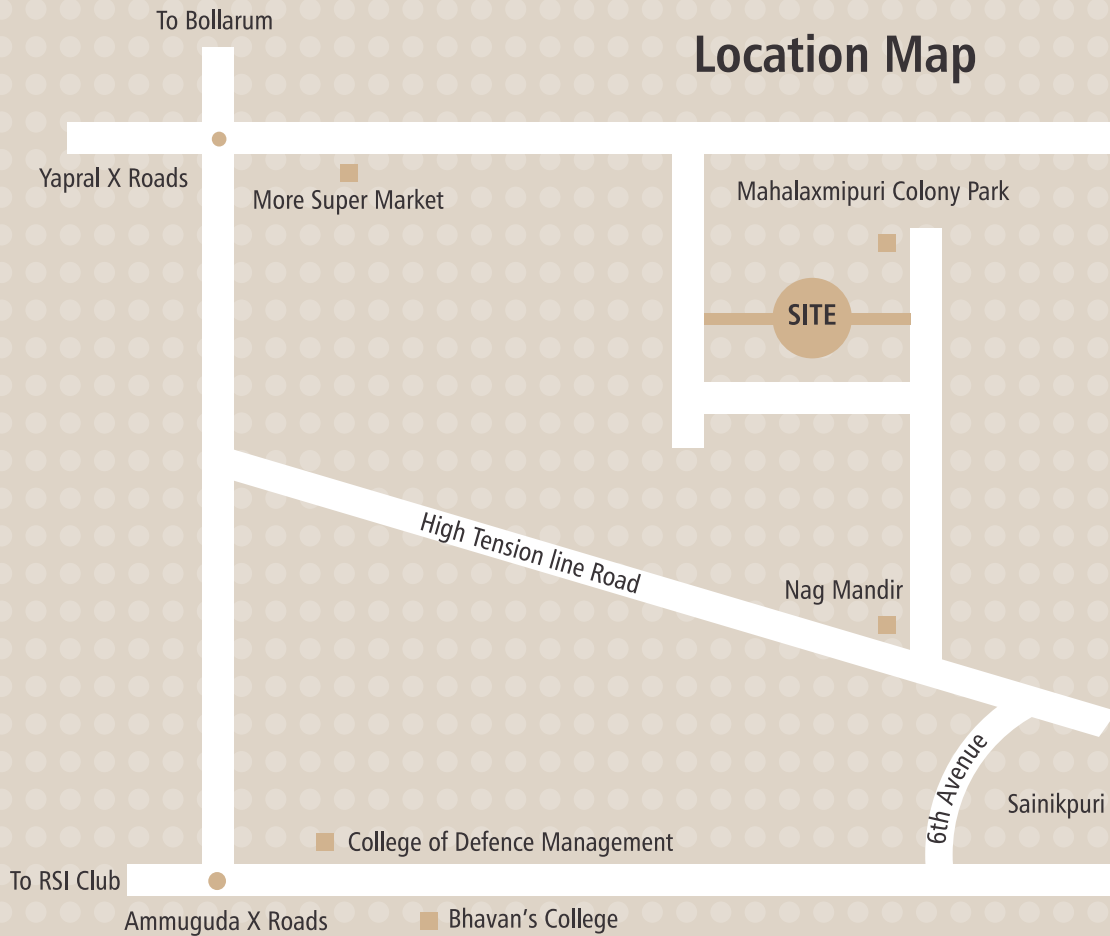 To Bollarum
Location Map
Yapral X Roads
More Super Market
Mahalaxmipuri Colony Park
SITE
High Tension line Road
Nag Mandir
6th Avenue
Sainikpuri
College of Defence Management
To RSI Club
Ammuguda X Roads
Bhavan's College